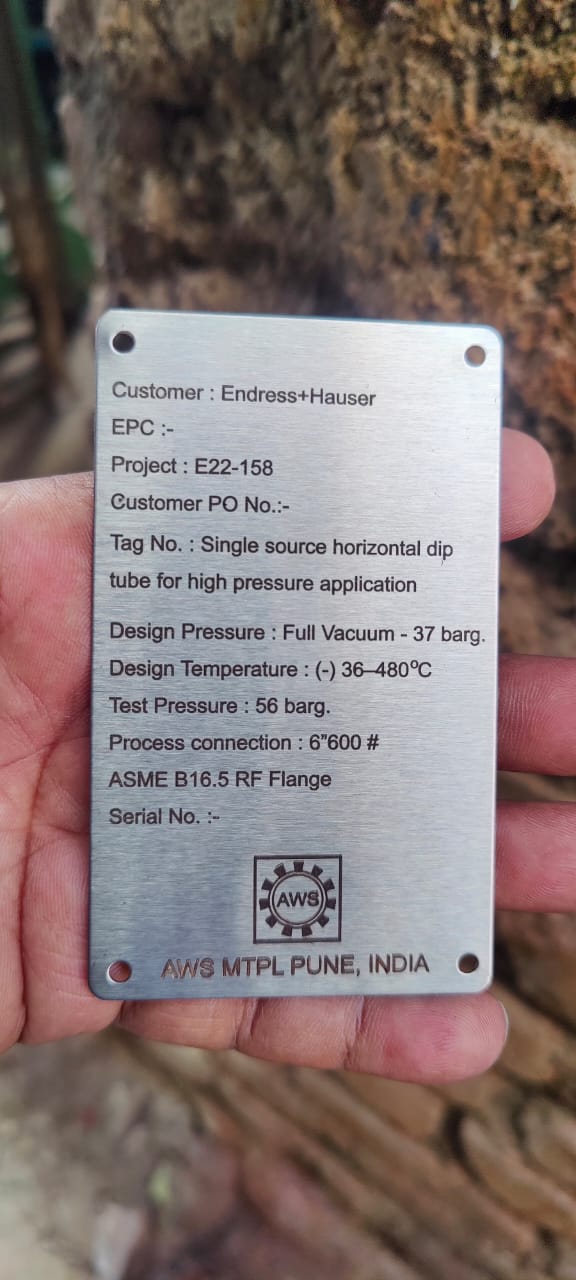 Customer : Endress+Hauser
EPC :-
Project : E22-158
Customer PO No.:-
Tag No. : Single source horizontal dip
tube for high pressure application
Design Pressure : Full Vacuum - 37 barg.
Design Temperature : (-) 36–480°C
Test Pressure : 56 barg.
Process connection : 6”600 #
ASME B16.5 RF Flange
Serial No. :-
AWS
AWS MTPL PUNE, INDIA